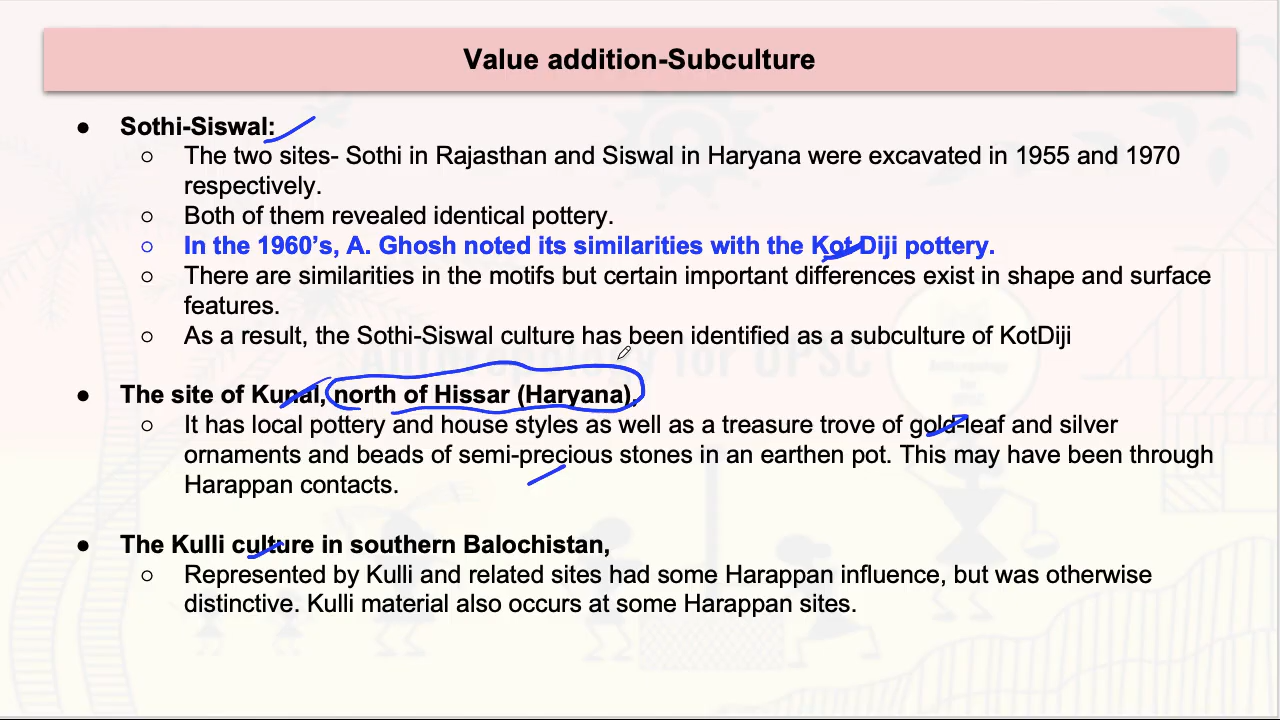 Value addition-Subculture
● Sothi-Siswal:
○ The two sites- Sothi in Rajasthan and Siswal in Haryana were excavated in 1955 and 1970
respectively.
○ Both of them revealed identical pottery.
○ In the 1960’s, A. Ghosh noted its similarities with the Kot Diji pottery.
○ There are similarities in the motifs but certain important differences exist in shape and surface
features.
○ As a result, the Sothi-Siswal culture has been identified as a subculture of KotDiji
● The site of Kunal, north of Hissar (Haryana),
○ It has local pottery and house styles as well as a treasure trove of gold-leaf and silver
ornaments and beads of semi-precious stones in an earthen pot. This may have been through
Harappan contacts.
● The Kulli culture in southern Balochistan,
○ Represented by Kulli and related sites had some Harappan influence, but was otherwise
distinctive. Kulli material also occurs at some Harappan sites.